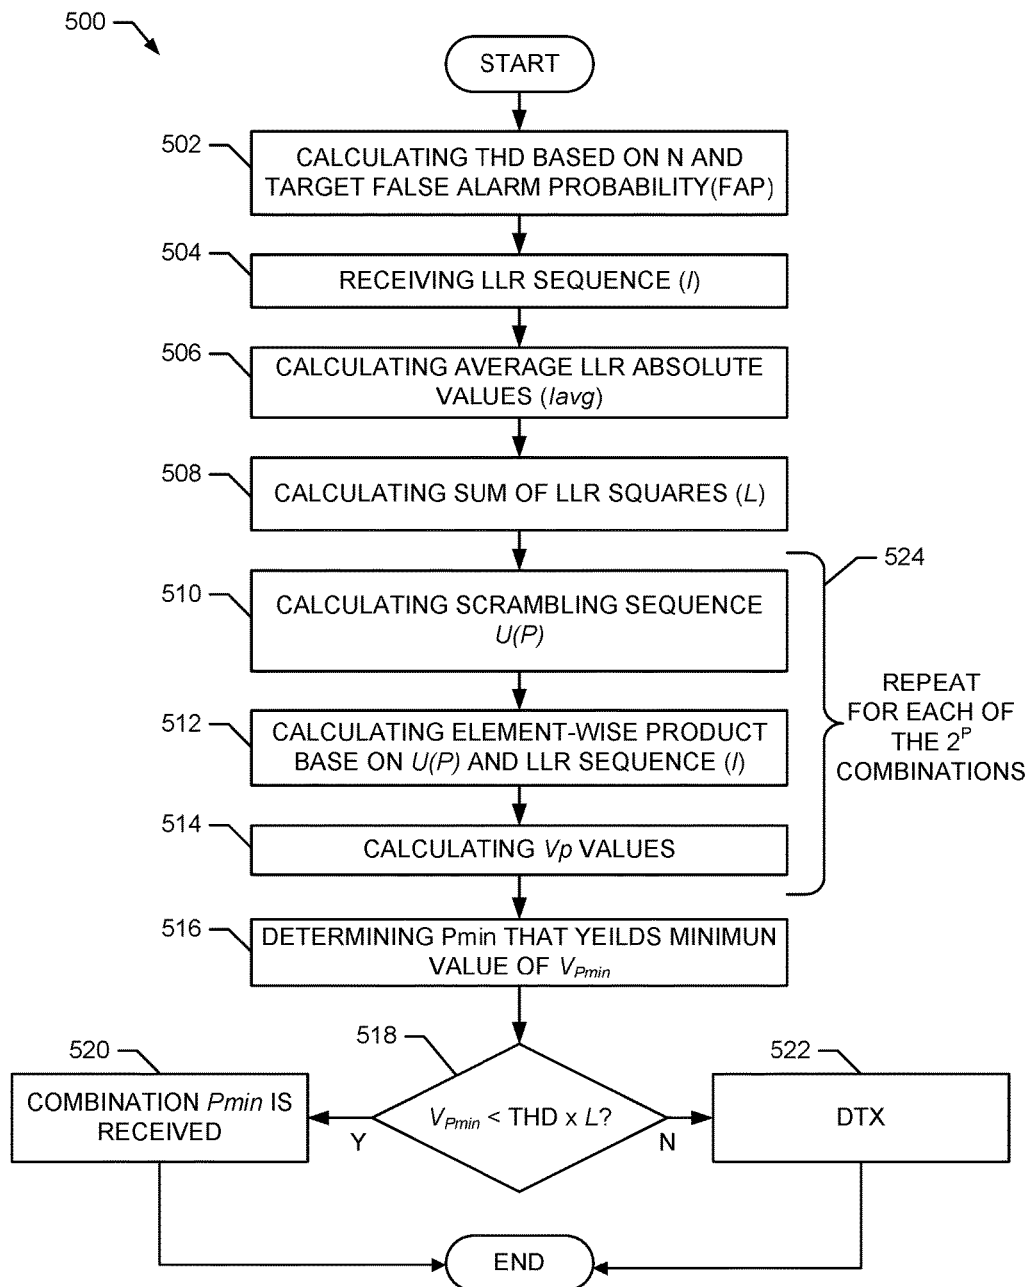 500
START
502
CALCULATING THD BASED ON N AND
TARGET FALSE ALARM PROBABILITY(FAP)
504
RECEIVING LLR SEQUENCE (l)
506
CALCULATING AVERAGE LLR ABSOLUTE
VALUES (lavg)
508
CALCULATING SUM OF LLR SQUARES (L)
524
510
CALCULATING SCRAMBLING SEQUENCE
U(P)
REPEAT
FOR EACH OF
THE 2^P
COMBINATIONS
512
CALCULATING ELEMENT-WISE PRODUCT
BASE ON U(P) AND LLR SEQUENCE (l)
514
CALCULATING Vp VALUES
516
DETERMINING Pmin THAT YEILDS MINIMUN
VALUE OF V_Pmin
518
520
522
COMBINATION Pmin IS
RECEIVED
V_Pmin < THD x L?
DTX
Y
N
END